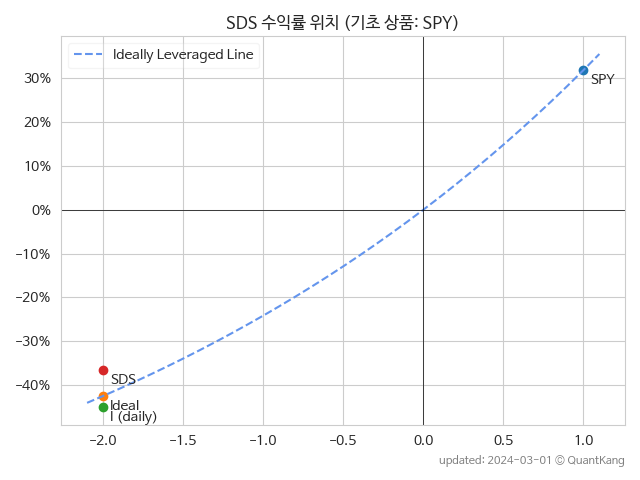 SDS 수익률 위치 (기초 상품: SPY)
Ideally Leveraged Line
30%
20%
10%
0%
−10%
−20%
−30%
−40%
SPY
SDS
Ideal
l (daily)
−2.0 −1.5 −1.0 −0.5 0.0 0.5 1.0
updated: 2024-03-01 © QuantKang